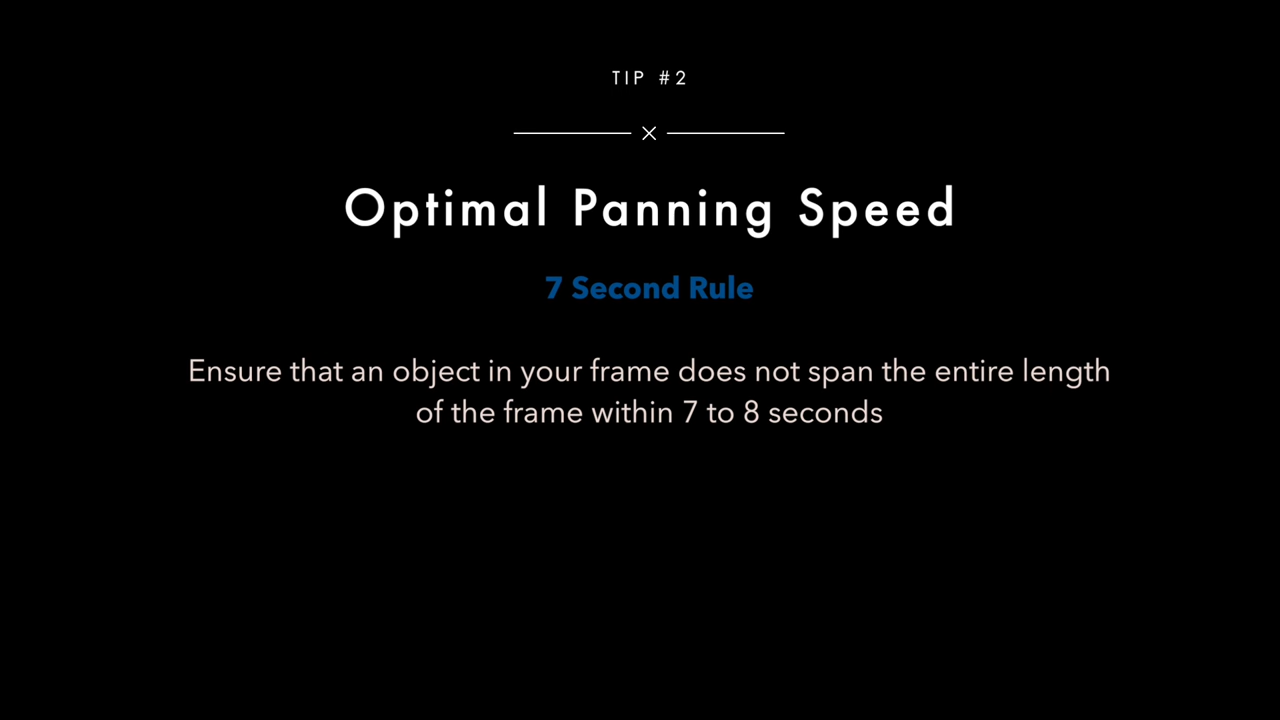 TIP #2
Optimal Panning Speed
7 Second Rule
Ensure that an object in your frame does not span the entire length
of the frame within 7 to 8 seconds